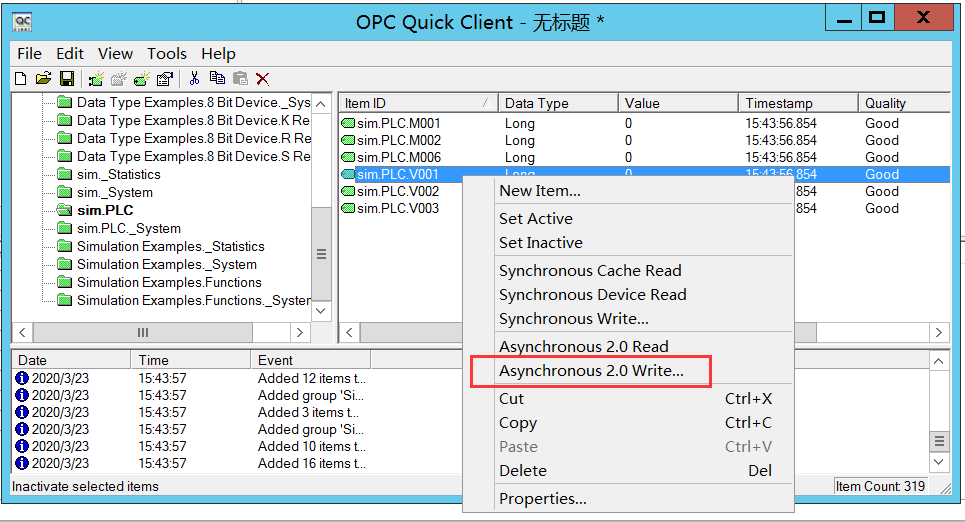 QC
OPC Quick Client - 无标题 *
File Edit View Tools Help
Data Type Examples.8 Bit Device._Sys
Data Type Examples.8 Bit Device.K Re
Data Type Examples.8 Bit Device.R Re
Data Type Examples.8 Bit Device.S Re
sim._Statistics
sim._System
sim.PLC
sim.PLC._System
Simulation Examples._Statistics
Simulation Examples._System
Simulation Examples.Functions
Simulation Examples.Functions._System
Item ID Data Type Value Timestamp Quality
sim.PLC.M001 Long 0 15:43:56.854 Good
sim.PLC.M002 Long 0 15:43:56.854 Good
sim.PLC.M006 Long 0 15:43:56.854 Good
sim.PLC.V001 Long 0 15:43:56.854 Good
sim.PLC.V002 854 Good
sim.PLC.V003 854 Good
New Item...
Set Active
Set Inactive
Synchronous Cache Read
Synchronous Device Read
Synchronous Write...
Asynchronous 2.0 Read
Asynchronous 2.0 Write...
Cut Ctrl+X
Copy Ctrl+C
Paste Ctrl+V
Delete Del
Properties...
Date Time Event
2020/3/23 15:43:57 Added 12 items t...
2020/3/23 15:43:57 Added group 'Si...
2020/3/23 15:43:57 Added 3 items t...
2020/3/23 15:43:57 Added group 'Si...
2020/3/23 15:43:57 Added 10 items t...
2020/3/23 15:43:57 Added 16 items t...
Inactivate selected items
Item Count: 319